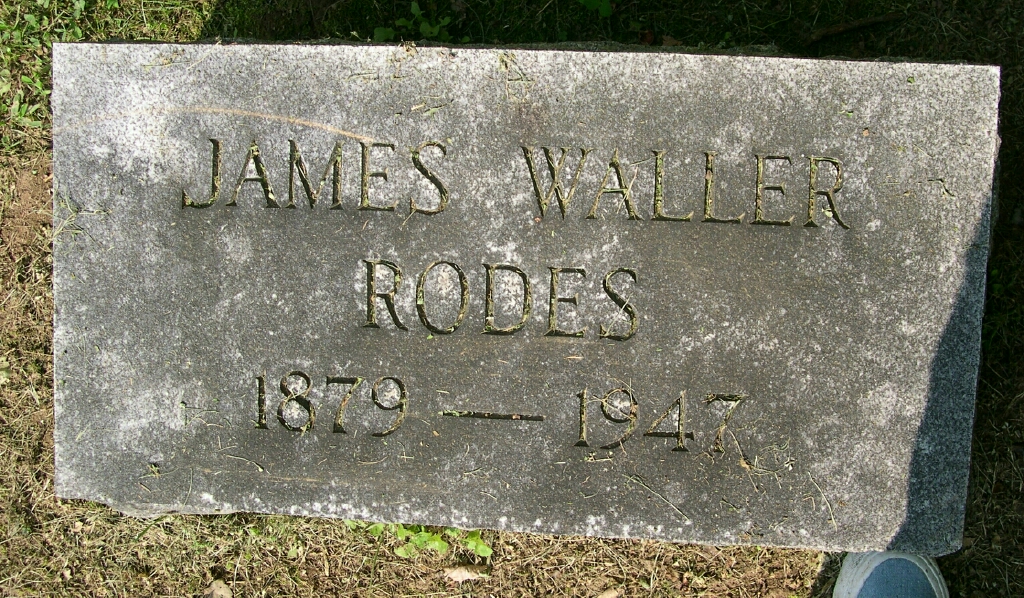 JAMES WALLER
RODES
1879 — 1947